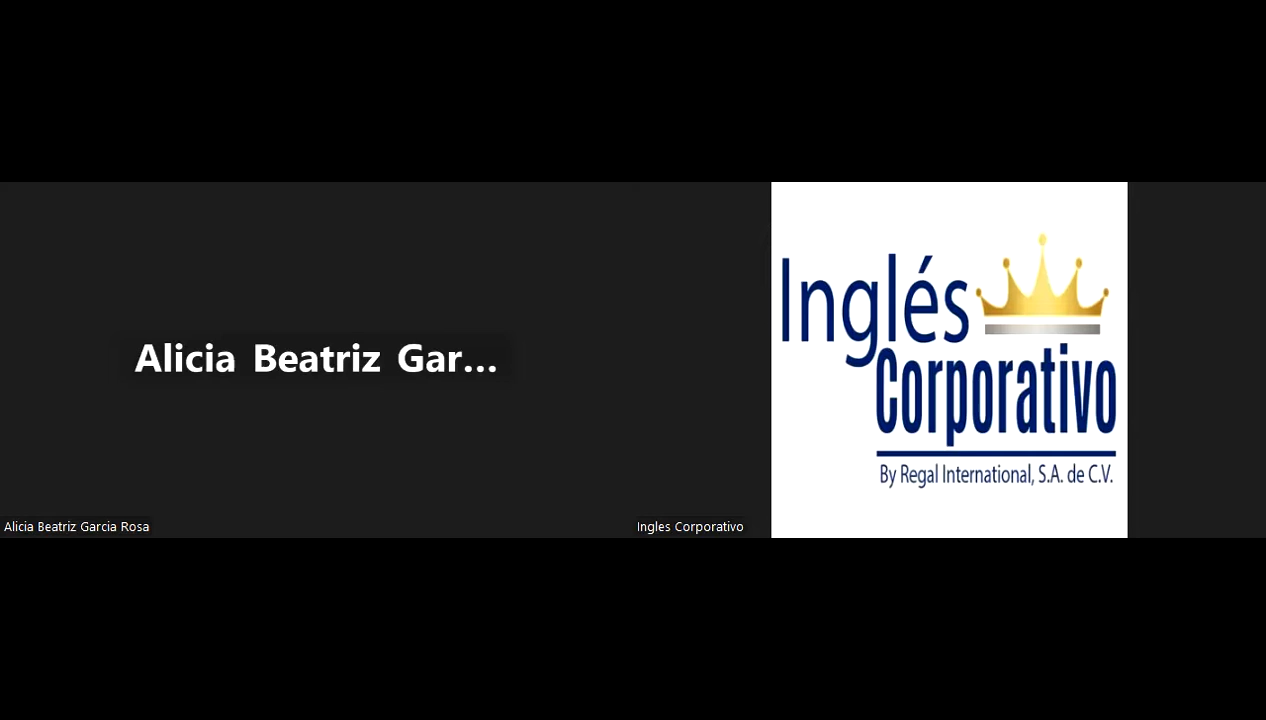 Alicia Beatriz Gar...
Alicia Beatriz Garcia Rosa
Inglés
Corporativo
By Regal International, S.A. de C.V.
Ingles Corporativo